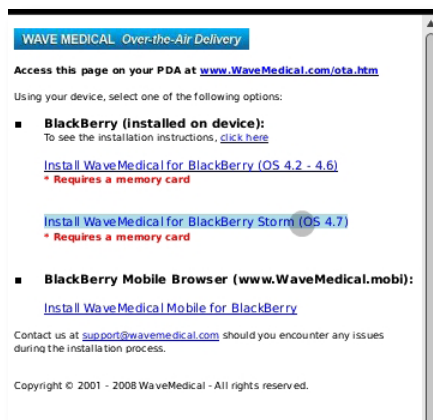 WAVE MEDICAL Over-the-Air Delivery
Access this page on your PDA at www.WaveMedical.com/ota.htm
Using your device, select one of the following options:
BlackBerry (installed on device):
To see the installation instructions, click here
Install WaveMedical for BlackBerry (OS 4.2 - 4.6)
* Requires a memory card
Install WaveMedical for BlackBerry Storm (OS 4.7)
* Requires a memory card
BlackBerry Mobile Browser (www.WaveMedical.mobi):
Install WaveMedical Mobile for BlackBerry
Contact us at support@wavemedical.com should you encounter any issues
during the installation process.
Copyright © 2001 - 2008 WaveMedical - All rights reserved.